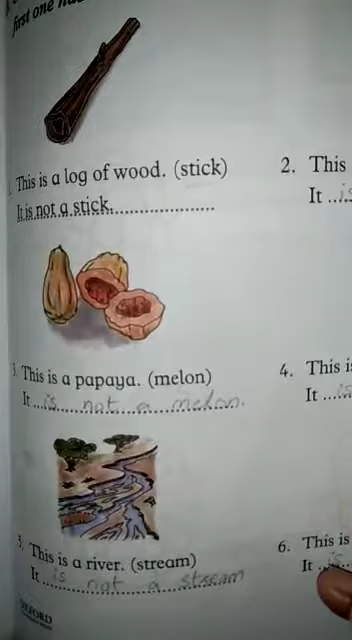 first one
This is a log of wood. (stick)
It is not a stick.
2. This
It is
3. This is a papaya. (melon)
It is not a melon.
4. This is
It is
5. This is a river. (stream)
It is not a stream
6. This is
It is
OXFORD